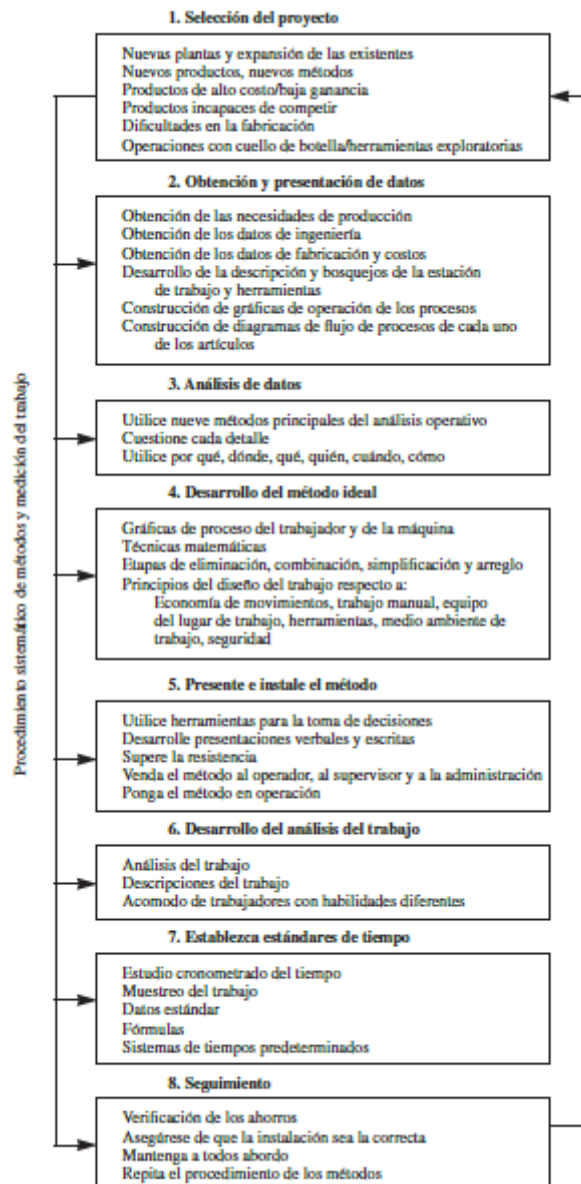 1. Selección del proyecto
Nuevas plantas y expansión de las existentes
Nuevos productos, nuevos métodos
Productos de alto costo/baja ganancia
Productos incapaces de competir
Dificultades en la fabricación
Operaciones con cuello de botella/herramientas exploratorias
2. Obtención y presentación de datos
Obtención de las necesidades de producción
Obtención de los datos de ingeniería
Obtención de los datos de fabricación y costos
Desarrollo de la descripción y bosquejos de la estación
de trabajo y herramientas
Construcción de gráficas de operación de los procesos
Construcción de diagramas de flujo de procesos de cada uno
de los artículos
3. Análisis de datos
Utilice nueve métodos principales del análisis operativo
Cuestione cada detalle
Utilice por qué, dónde, qué, quién, cuándo, cómo
4. Desarrollo del método ideal
Gráficas de proceso del trabajador y de la máquina
Técnicas matemáticas
Etapas de eliminación, combinación, simplificación y arreglo
Principios del diseño del trabajo respecto a:
Economía de movimientos, trabajo manual, equipo
del lugar de trabajo, herramientas, medio ambiente de
trabajo, seguridad
5. Presente e instale el método
Utilice herramientas para la toma de decisiones
Desarrolle presentaciones verbales y escritas
Supere la resistencia
Venda el método al operador, al supervisor y a la administración
Ponga el método en operación
6. Desarrollo del análisis del trabajo
Análisis del trabajo
Descripciones del trabajo
Acomodo de trabajadores con habilidades diferentes
7. Establezca estándares de tiempo
Estudio cronometrado del tiempo
Muestreo del trabajo
Datos estándar
Fórmulas
Sistemas de tiempos predeterminados
8. Seguimiento
Verificación de los ahorros
Asegúrese de que la instalación sea la correcta
Mantenga a todos abordo
Repita el procedimiento de los métodos
Procedimiento sistemático de métodos y medición del trabajo